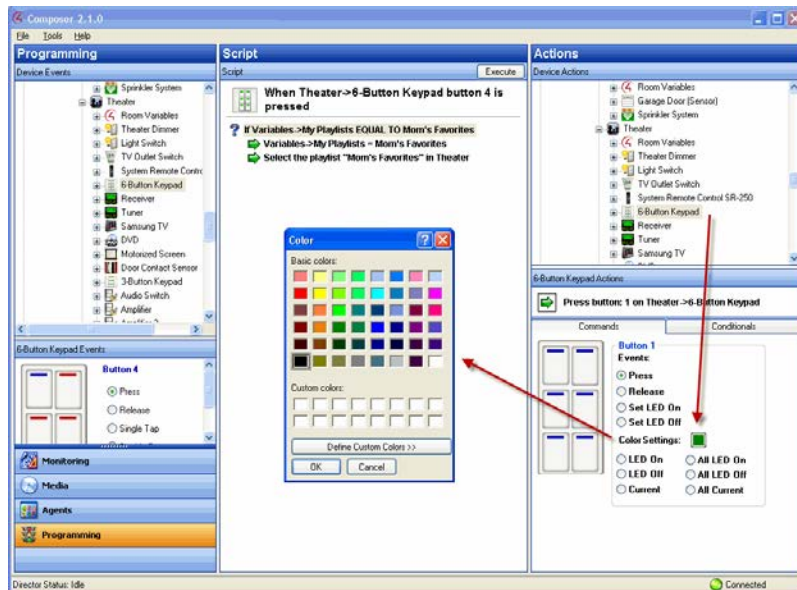 Composer 2.1.0
File Tools Help
Programming
Device Events
Sprinkler System
Theater
Room Variables
Theater Dimmer
Light Switch
TV Outlet Switch
System Remote Contrc
6-Button Keypad
Receiver
Tuner
Samsung TV
DVD
Motorized Screen
Door Contact Sensor
3-Button Keypad
Audio Switch
Amplifier
6-Button Keypad Events
Button 4
Press
Release
Single Tap
Monitoring
Media
Agents
Programming
Director Status: Idle
Script
Script Execute
When Theater->6-Button Keypad button 4 is
pressed
If Variables->My Playlists EQUAL TO Mom's Favorites
Variables->My Playlists = Mom's Favorites
Select the playlist "Mom's Favorites" in Theater
Color
Basic colors:
Custom colors:
Define Custom Colors >>
OK Cancel
Actions
Device Actions
Room Variables
Garage Door (Sensor)
Sprinkler System
Theater
Room Variables
Theater Dimmer
Light Switch
TV Outlet Switch
System Remote Control SR-250
6-Button Keypad
Receiver
Tuner
Samsung TV
6-Button Keypad Actions
Press button: 1 on Theater->6-Button Keypad
Commands Conditionals
Button 1
Events:
Press
Release
Set LED On
Set LED Off
Color Settings:
LED On All LED On
LED Off All LED Off
Current All Current
Connected